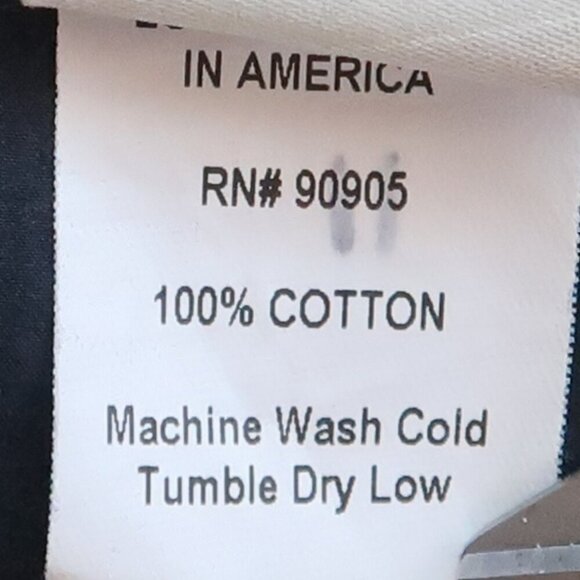 IN AMERICA
RN# 90905
100% COTTON
Machine Wash Cold
Tumble Dry Low